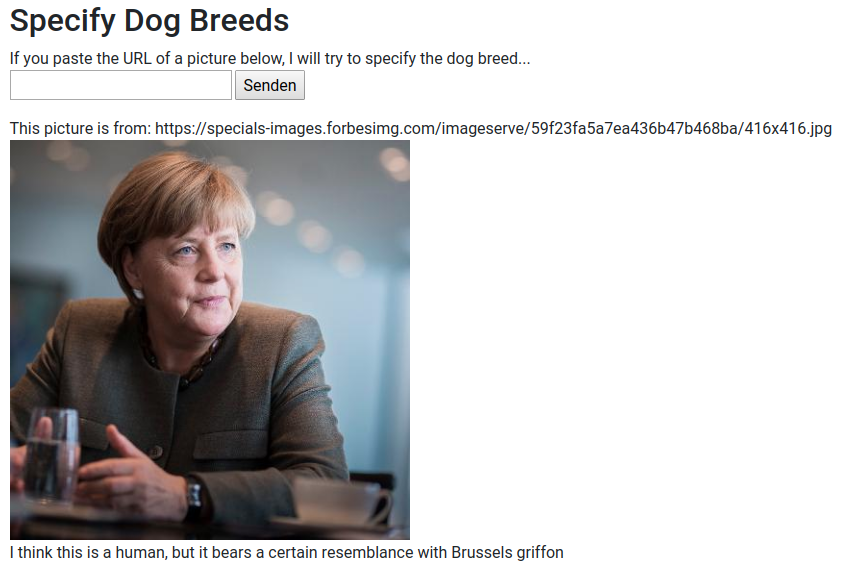 Specify Dog Breeds
If you paste the URL of a picture below, I will try to specify the dog breed...
Senden
This picture is from: https://specials-images.forbesimg.com/imageserve/59f23fa5a7ea436b47b468ba/416x416.jpg
I think this is a human, but it bears a certain resemblance with Brussels griffon